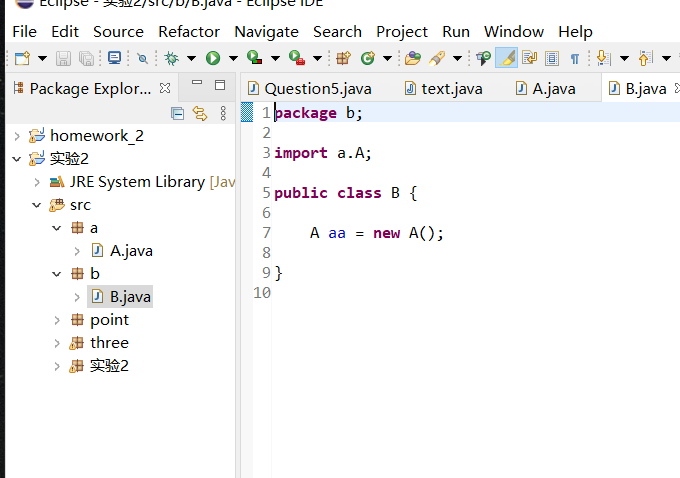 Eclipse - 实验2/src/b/B.java - Eclipse IDE
File Edit Source Refactor Navigate Search Project Run Window Help
Package Explor...
Question5.java text.java A.java B.java
homework_2
实验2
JRE System Library [Jav
src
a
A.java
b
B.java
point
three
实验2
1 package b;
2
3 import a.A;
4
5 public class B {
6
7 A aa = new A();
8
9 }
10